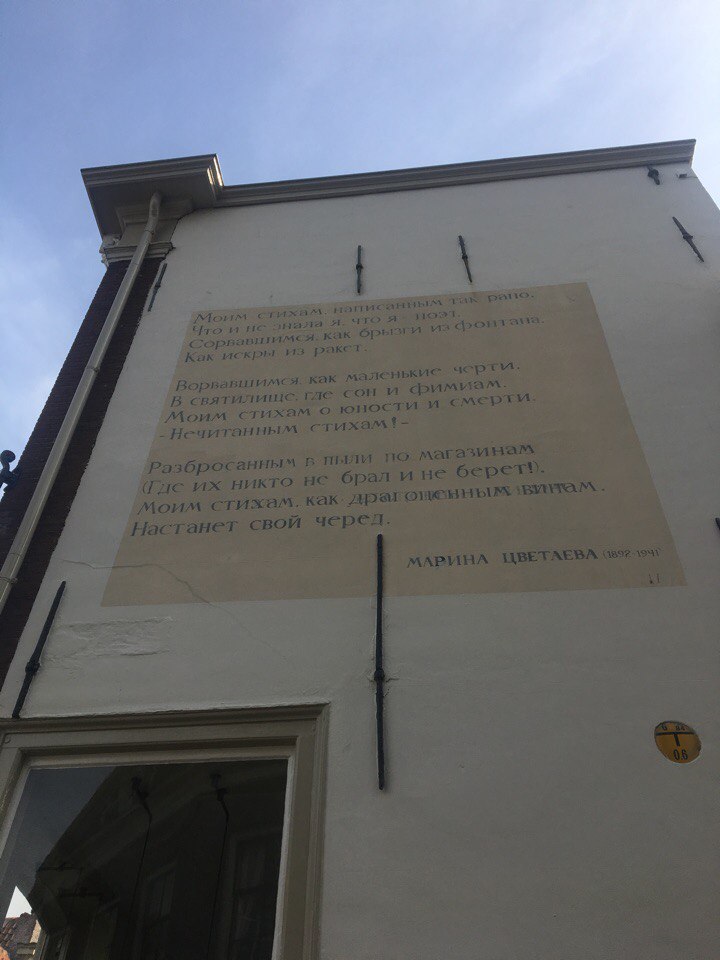 Моим стихам, написанным так рано,
Что и не знала я, что я - поэт,
Сорвавшимся, как брызги из фонтана,
Как искры из ракет.
Ворвавшимся, как маленькие черти,
В святилище, где сон и фимиам,
Моим стихам о юности и смерти,
- Нечитанным стихам! -
Разбросанным в пыли по магазинам
(Где их никто не брал и не берет!),
Моим стихам, как драгоценным винам,
Настанет свой черед.
МАРИНА ЦВЕТАЕВА (1892-1941)
G
T
06